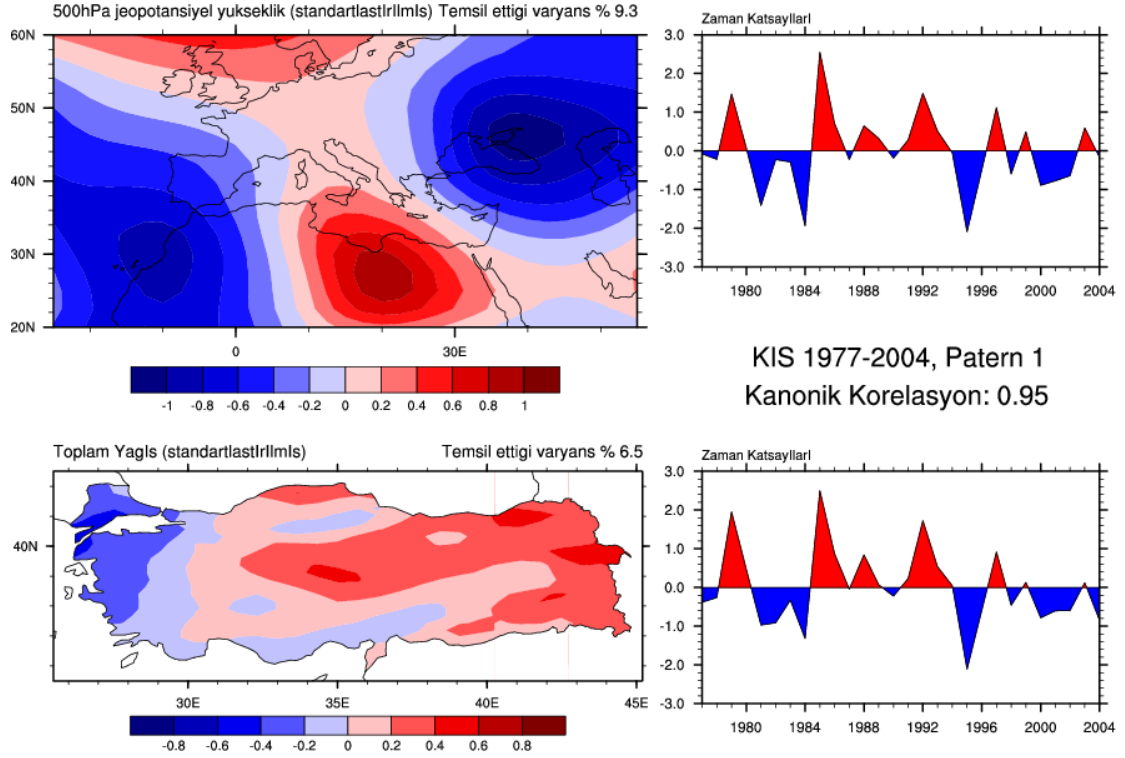 500hPa jeopotansiyel yukseklik (standartlastIrIlmIs) Temsil ettigi varyans % 9.3
60N
50N
40N
30N
20N
0
30E
-1 -0.8 -0.6 -0.4 -0.2 0 0.2 0.4 0.6 0.8 1
Zaman KatsayIlarI
3.0
2.0
1.0
0.0
-1.0
-2.0
-3.0
1980 1984 1988 1992 1996 2000 2004
KIS 1977-2004, Patern 1
Kanonik Korelasyon: 0.95
Toplam YagIs (standartlastIrIlmIs) Temsil ettigi varyans % 6.5
40N
30E 35E 40E 45E
-0.8 -0.6 -0.4 -0.2 0 0.2 0.4 0.6 0.8
Zaman KatsayIlarI
3.0
2.0
1.0
0.0
-1.0
-2.0
-3.0
1980 1984 1988 1992 1996 2000 2004